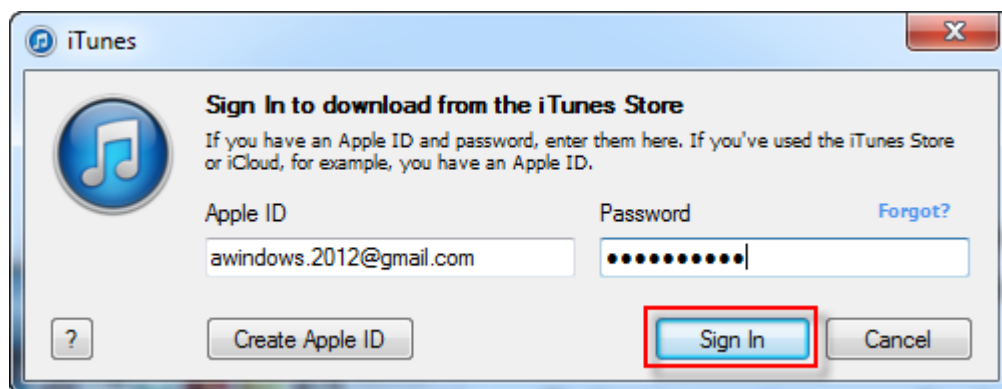 iTunes
Sign In to download from the iTunes Store
If you have an Apple ID and password, enter them here. If you've used the iTunes Store
or iCloud, for example, you have an Apple ID.
Apple ID
Password
Forgot?
awindows.2012@gmail.com
●●●●●●●●●●
?
Create Apple ID
Sign In
Cancel